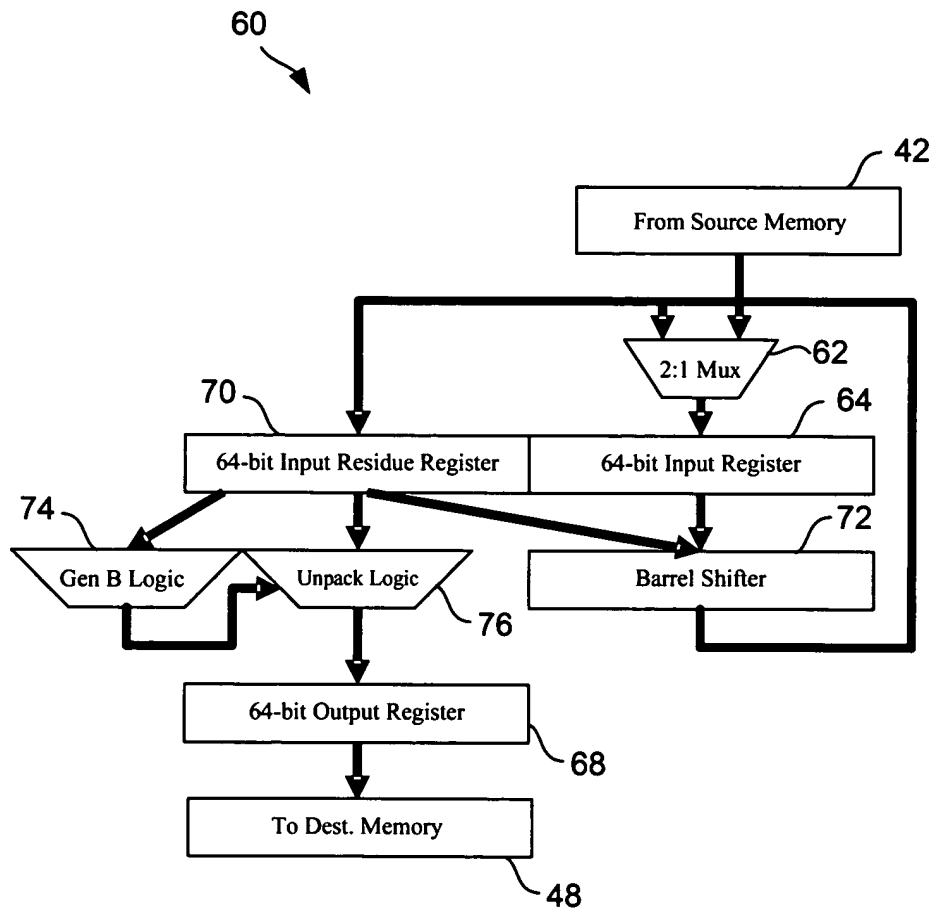 60
42
From Source Memory
2:1 Mux
62
70
64
64-bit Input Residue Register
64-bit Input Register
74
72
Gen B Logic
Unpack Logic
Barrel Shifter
76
64-bit Output Register
68
To Dest. Memory
48